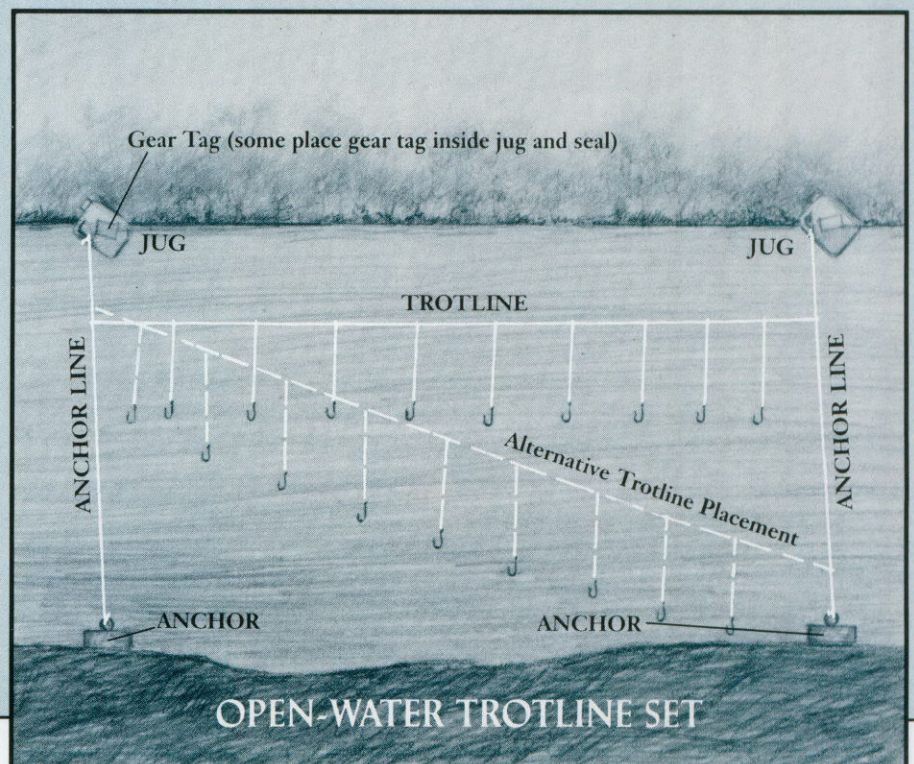 Gear Tag (some place gear tag inside jug and seal)
JUG
JUG
TROTLINE
ANCHOR LINE
ANCHOR LINE
Alternative Trotline Placement
ANCHOR
ANCHOR
OPEN-WATER TROTLINE SET